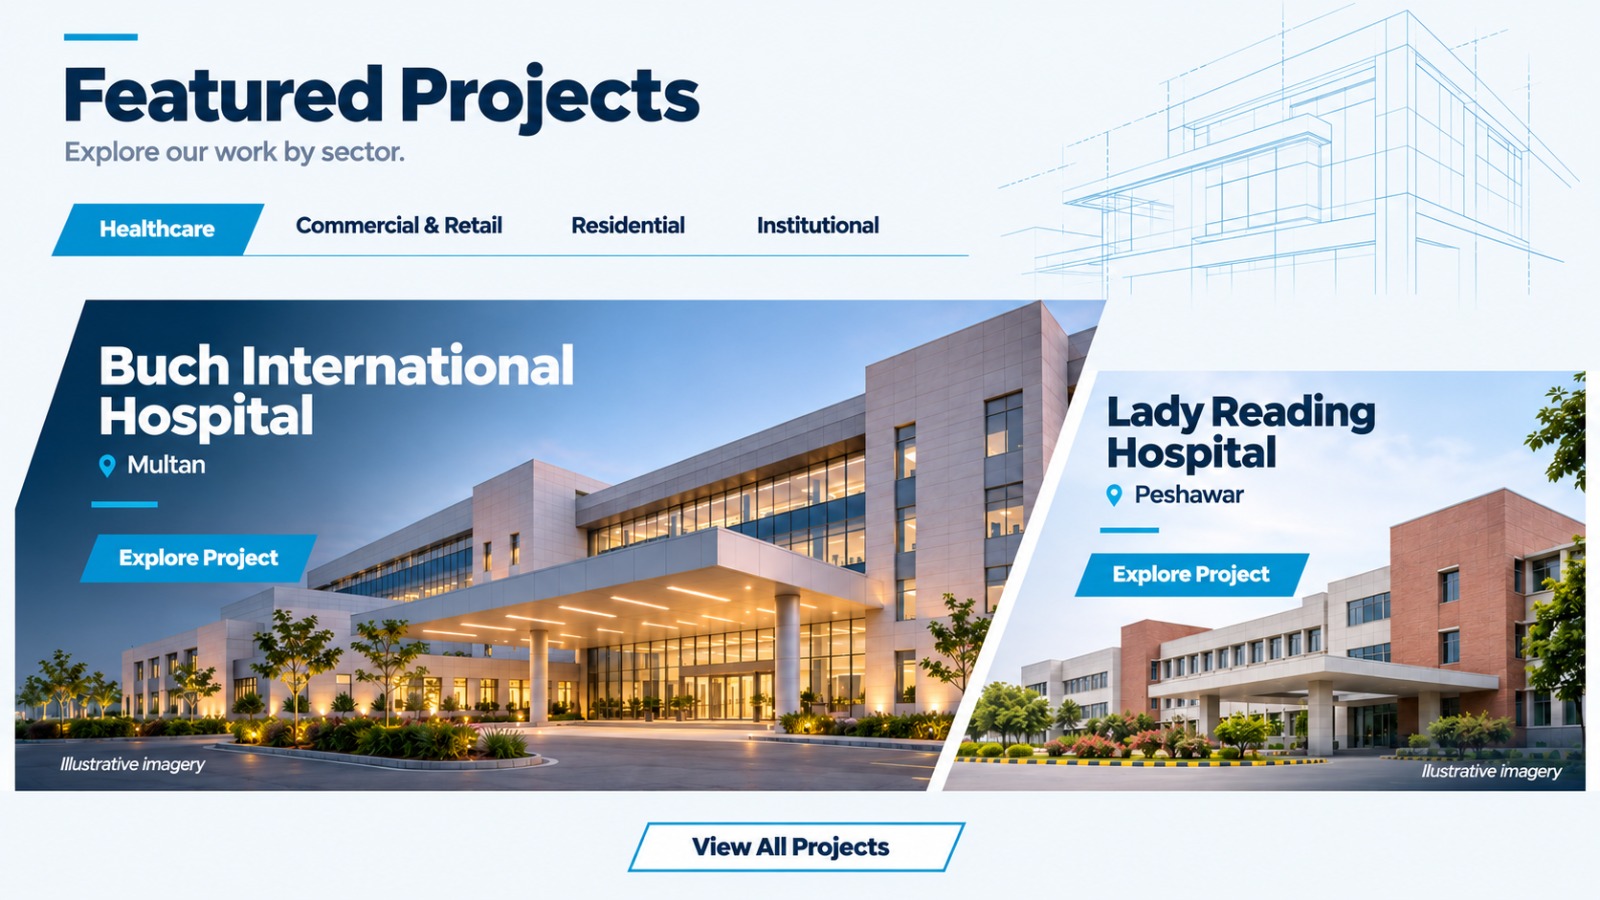 Featured Projects
Explore our work by sector.
Healthcare
Commercial & Retail
Residential
Institutional
Buch International
Hospital
Multan
Explore Project
Illustrative imagery
Lady Reading
Hospital
Peshawar
Explore Project
llustrative imagery
View All Projects